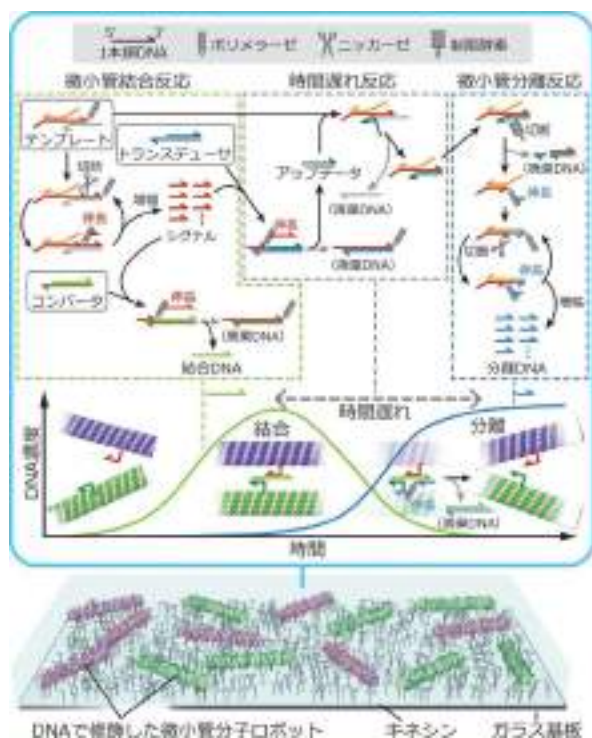 5' 3'
1本鎖DNA ポリメラーゼ ニッカーゼ 制限酵素
微小管結合反応 時間遅れ反応 微小管分離反応
テンプレート
切断
伸長
増幅
シグナル
コンバータ
伸長
(廃棄DNA)
結合DNA
トランスデューサ
アップデータ
(廃棄DNA)
伸長
(廃棄DNA)
切断
(廃棄DNA)
伸長
切断
伸長
増幅
分離DNA
時間遅れ
DNA濃度
結合
分離
伸長
(廃棄DNA)
時間
DNAで修飾した微小管分子ロボット キネシン ガラス基板